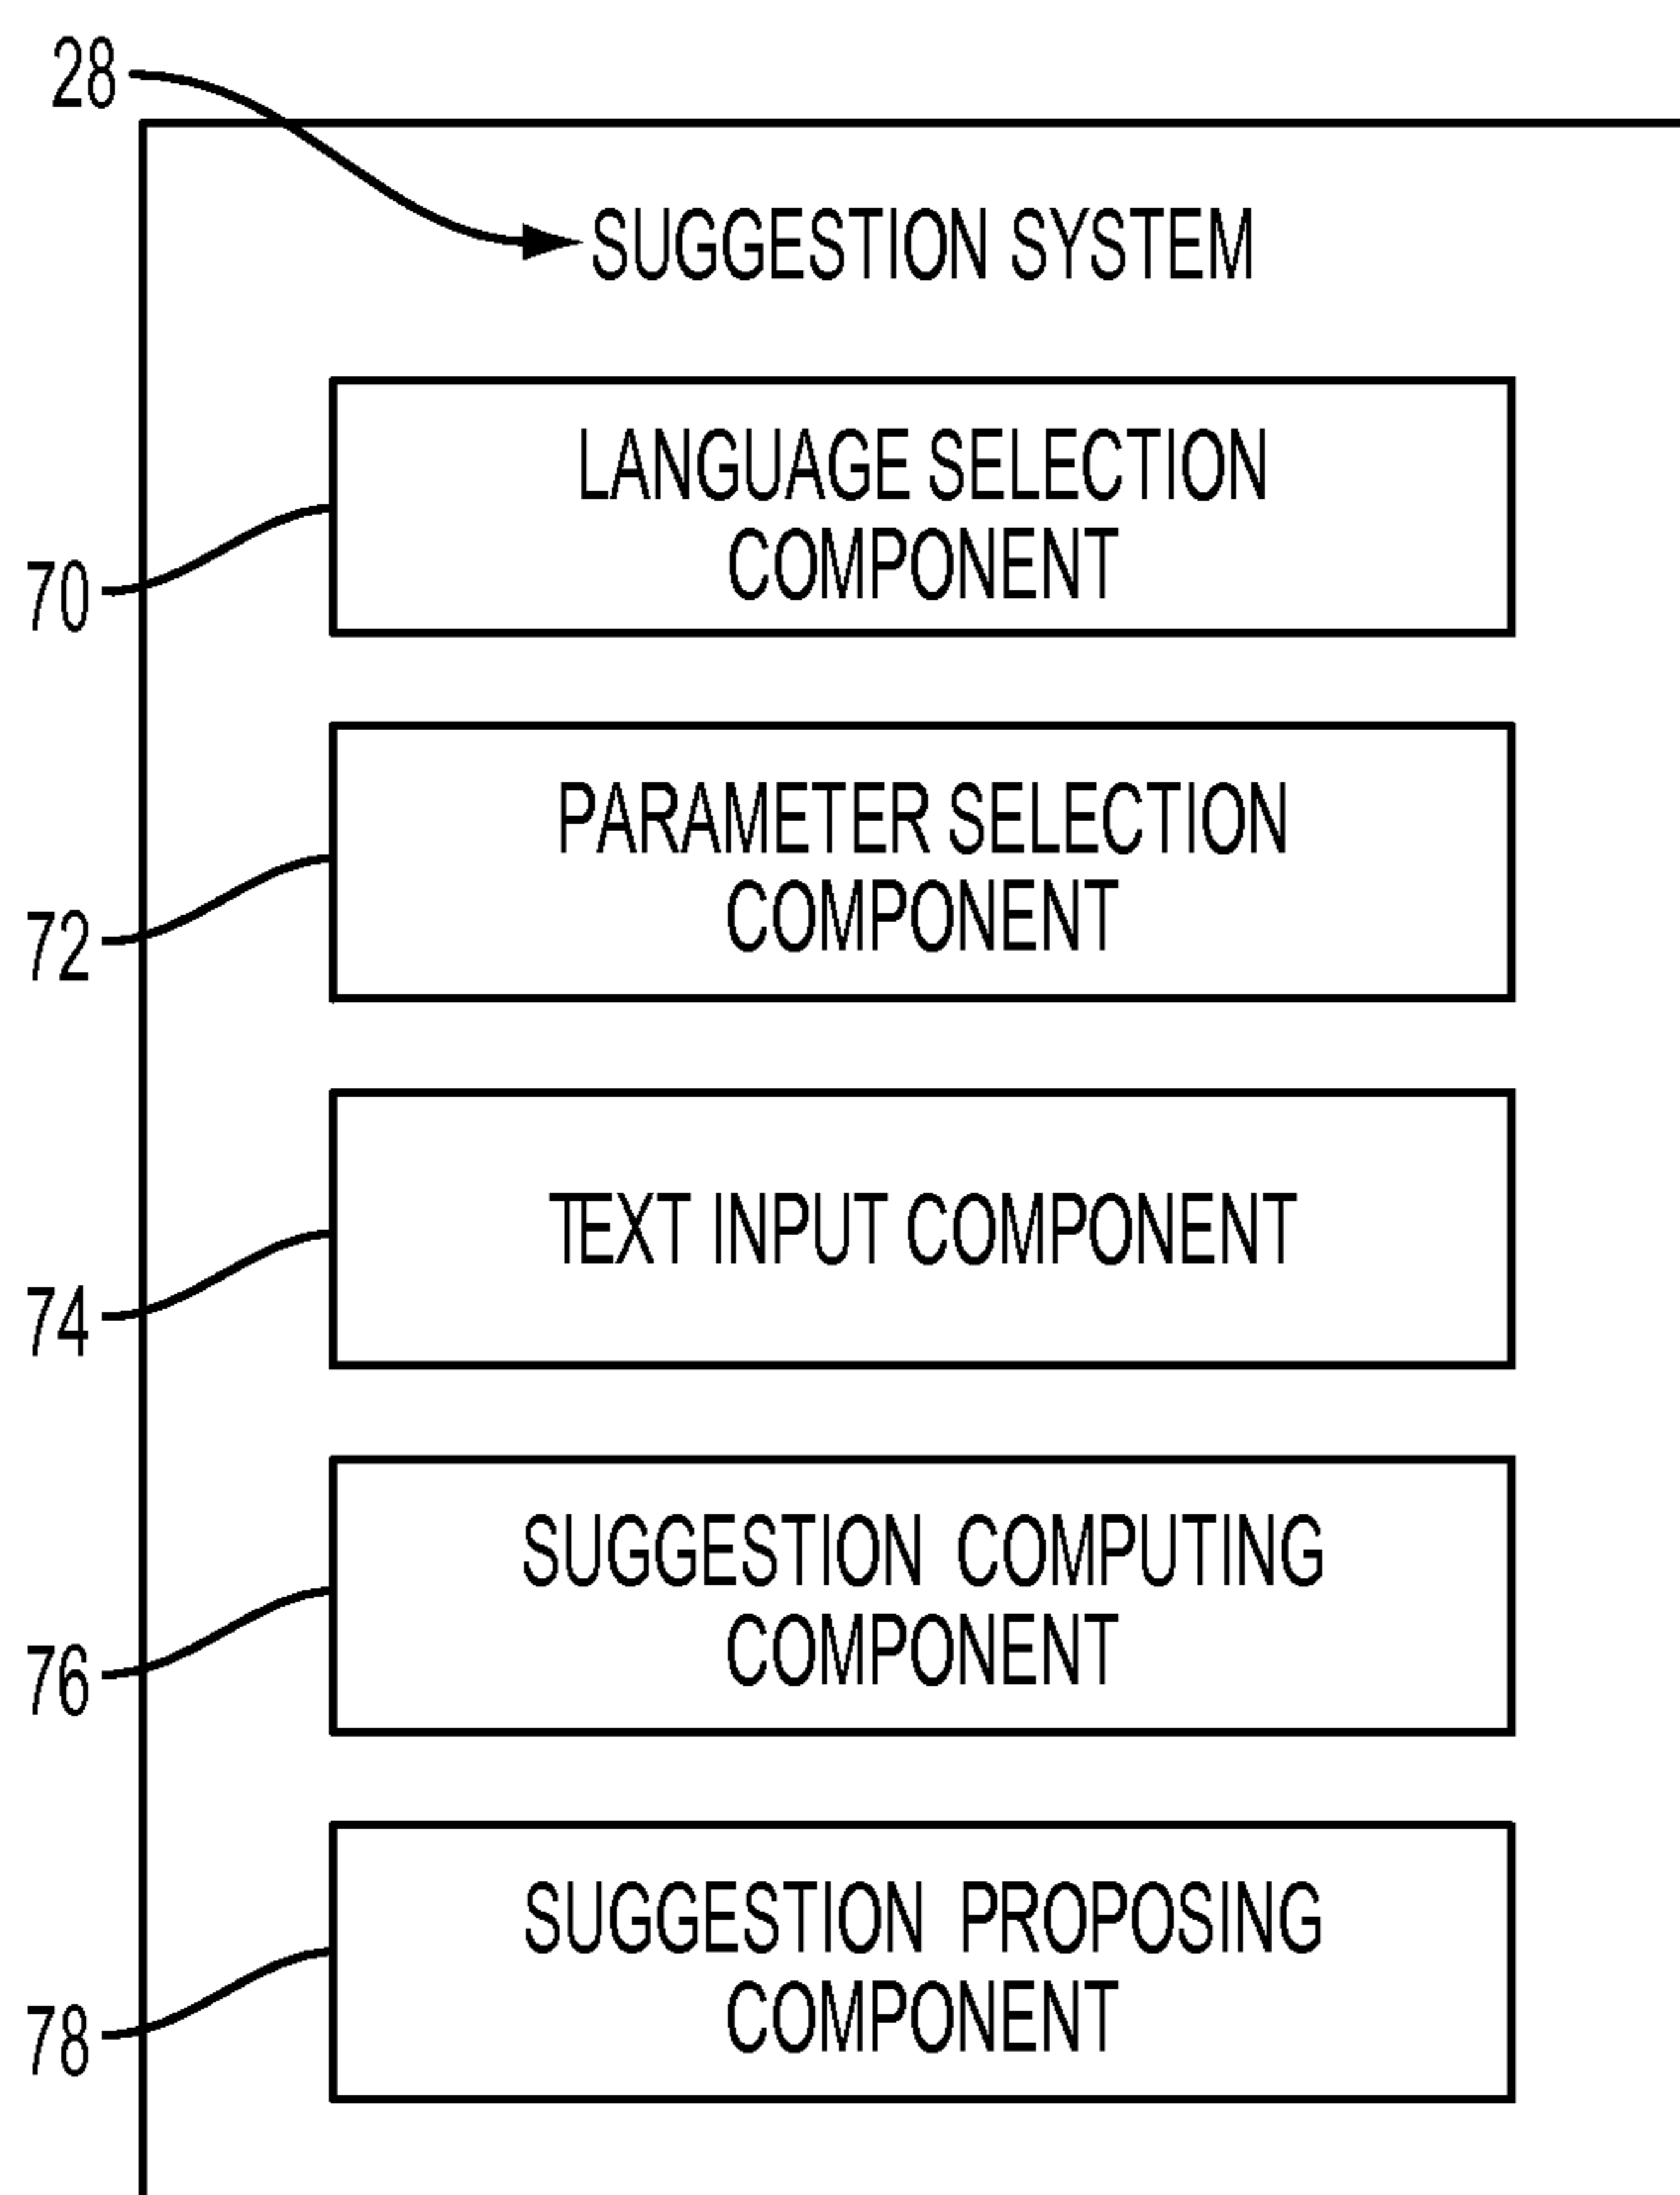 28
SUGGESTION SYSTEM
LANGUAGE SELECTION
COMPONENT
70
PARAMETER SELECTION
COMPONENT
72
TEXT INPUT COMPONENT
74
SUGGESTION COMPUTING
COMPONENT
76
SUGGESTION PROPOSING
COMPONENT
78